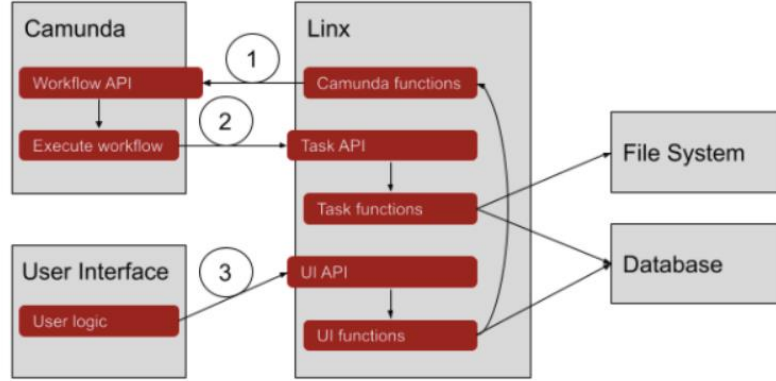 Camunda
Linx
1
Workflow API
Camunda functions
2
Execute workflow
Task API
File System
Task functions
User Interface
3
UI API
Database
User logic
UI functions